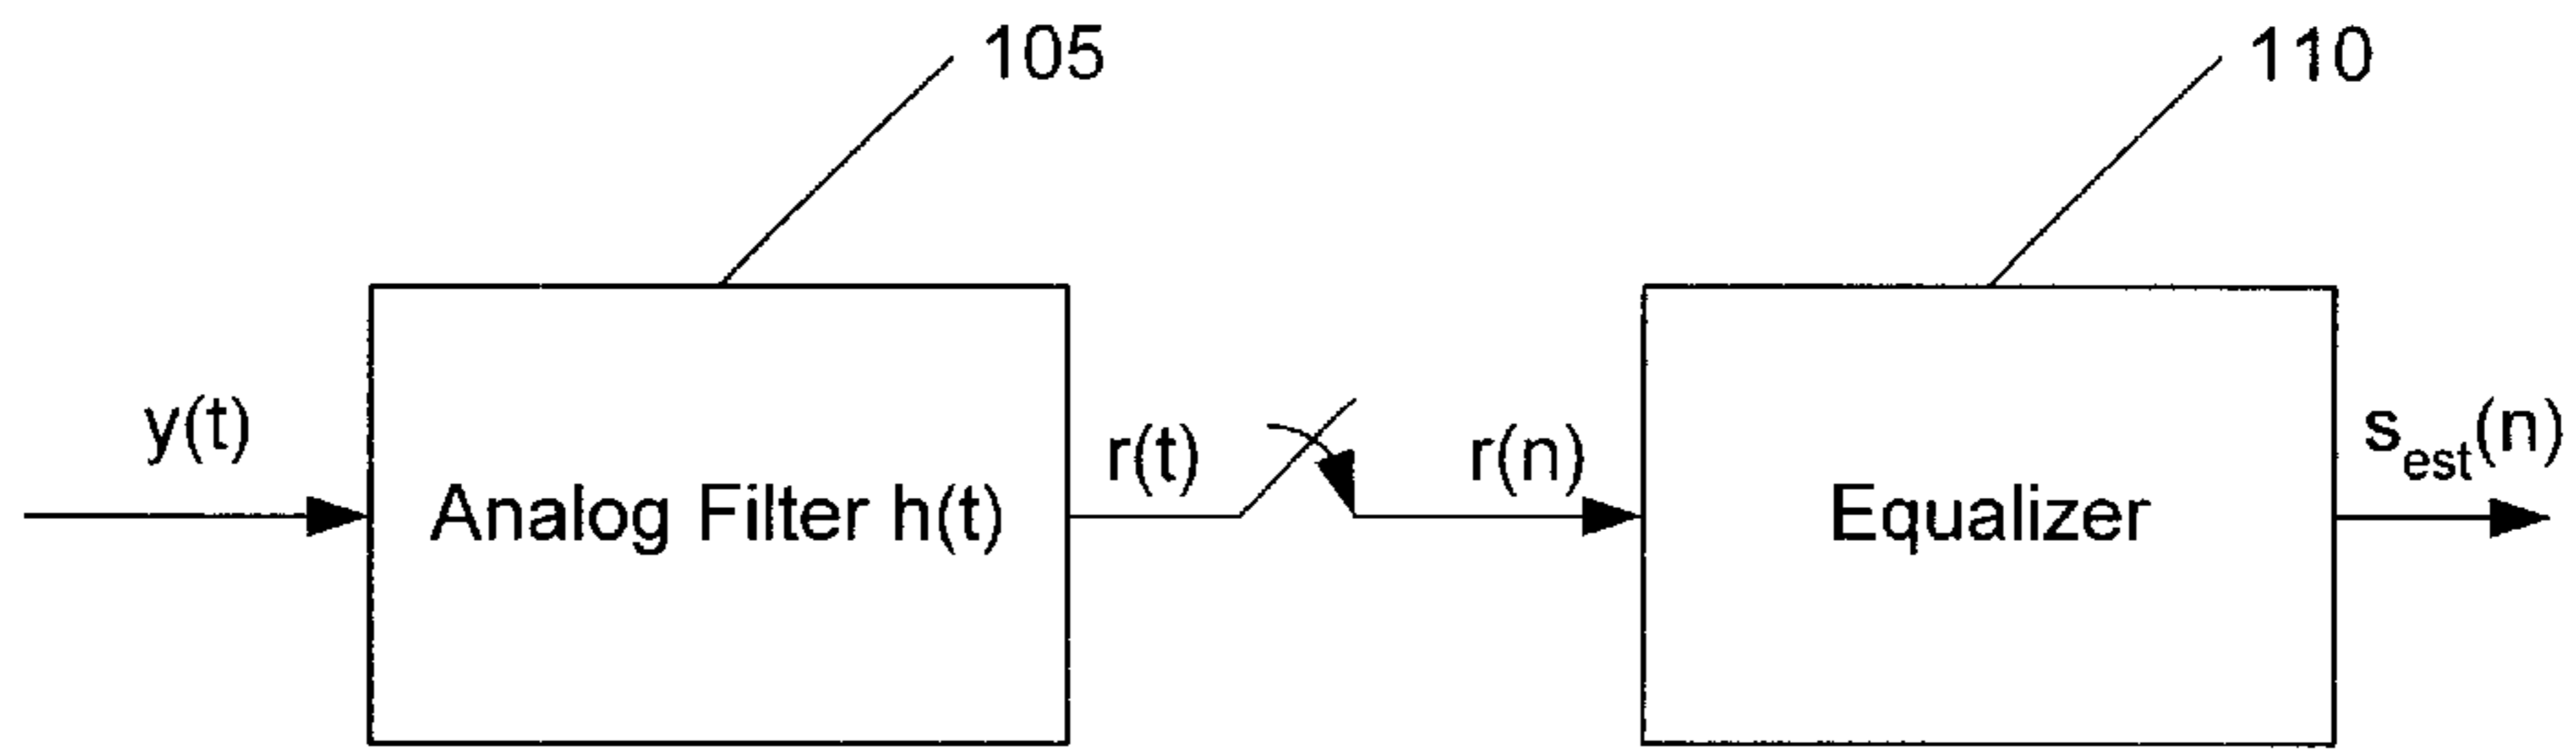 105
110
y(t)
Analog Filter h(t)
r(t)
r(n)
Equalizer
s_est(n)